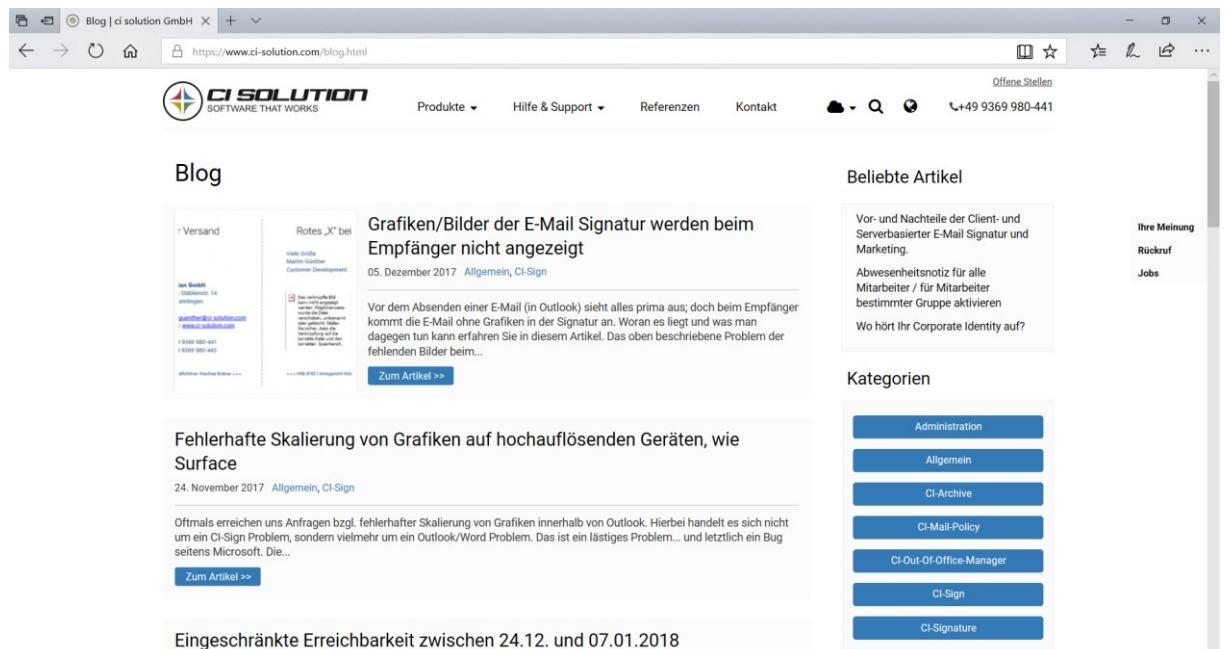 Blog | ci solution GmbH
https://www.ci-solution.com/blog.html
Offene Stellen
CI SOLUTION
SOFTWARE THAT WORKS
Produkte
Hilfe & Support
Referenzen
Kontakt
+49 9369 980-441
Blog
Versand
Rotes „X" bei
Viele Grüße
Martin Günther
Customer Development
Grafiken/Bilder der E-Mail Signatur werden beim
Empfänger nicht angezeigt
05. Dezember 2017 Allgemein, CI-Sign
Vor dem Absenden einer E-Mail (in Outlook) sieht alles prima aus; doch beim Empfänger
kommt die E-Mail ohne Grafiken in der Signatur an. Woran es liegt und was man
dagegen tun kann erfahren Sie in diesem Artikel. Das oben beschriebene Problem der
fehlenden Bilder beim...
Zum Artikel >>
Fehlerhafte Skalierung von Grafiken auf hochauflösenden Geräten, wie
Surface
24. November 2017 Allgemein, CI-Sign
Oftmals erreichen uns Anfragen bzgl. fehlerhafter Skalierung von Grafiken innerhalb von Outlook. Hierbei handelt es sich nicht
um ein CI-Sign Problem, sondern vielmehr um ein Outlook/Word Problem. Das ist ein lästiges Problem... und letztlich ein Bug
seitens Microsoft. Die...
Zum Artikel >>
Eingeschränkte Erreichbarkeit zwischen 24.12. und 07.01.2018
Beliebte Artikel
Vor- und Nachteile der Client- und
Serverbasierter E-Mail Signatur und
Marketing.
Abwesenheitsnotiz für alle
Mitarbeiter / für Mitarbeiter
bestimmter Gruppe aktivieren
Wo hört Ihr Corporate Identity auf?
Kategorien
Administration
Allgemein
CI-Archive
CI-Mail-Policy
CI-Out-Of-Office-Manager
CI-Sign
CI-Signature
Ihre Meinung
Rückruf
Jobs